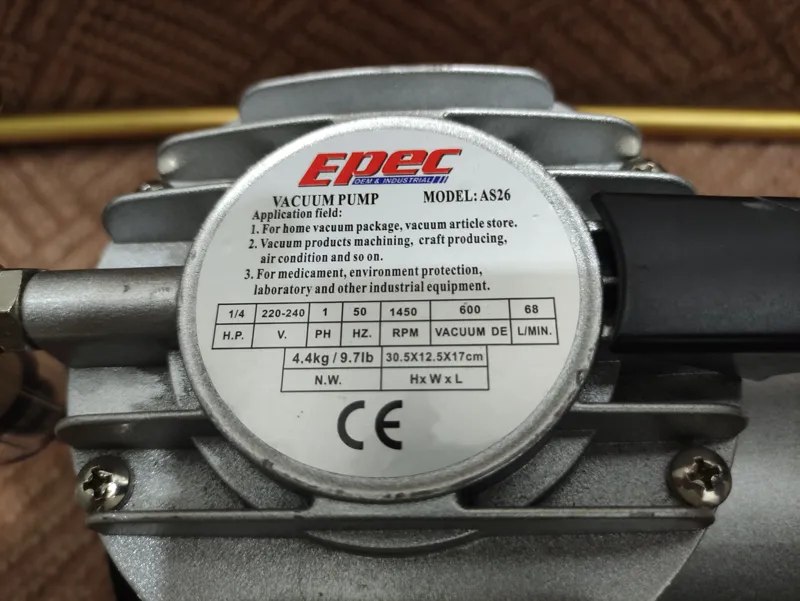 Epec
OEM & INDUSTRIAL
VACUUM PUMP MODEL: AS26
Application field:
1. For home vacuum package, vacuum article store.
2. Vacuum products machining, craft producing,
air condition and so on.
3. For medicament, environment protection,
laboratory and other industrial equipment.
1/4 220-240 1 50 1450 600 68
H.P. V. PH HZ. RPM VACUUM DE L/MIN.
4.4kg / 9.7lb 30.5X12.5X17cm
N.W. HxWxL
CE